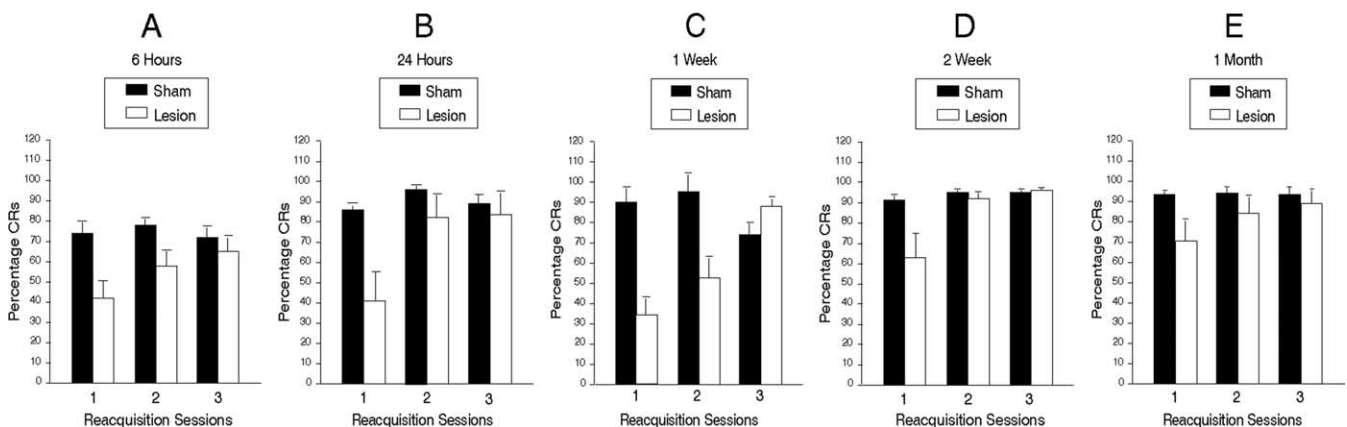 A
6 Hours
Sham
Lesion
120
110
100
90
80
70
60
50
40
30
20
10
0
Percentage CRs
1 2 3
Reacquisition Sessions
B
24 Hours
Sham
Lesion
120
110
100
90
80
70
60
50
40
30
20
10
0
Percentage CRs
1 2 3
Reacquisition Sessions
C
1 Week
Sham
Lesion
120
110
100
90
80
70
60
50
40
30
20
10
0
Percentage CRs
1 2 3
Reacquisition Sessions
D
2 Week
Sham
Lesion
120
110
100
90
80
70
60
50
40
30
20
10
0
Percentage CRs
1 2 3
Reacquisition Sessions
E
1 Month
Sham
Lesion
120
110
100
90
80
70
60
50
40
30
20
10
0
Percentage CRs
1 2 3
Reacquisition Sessions